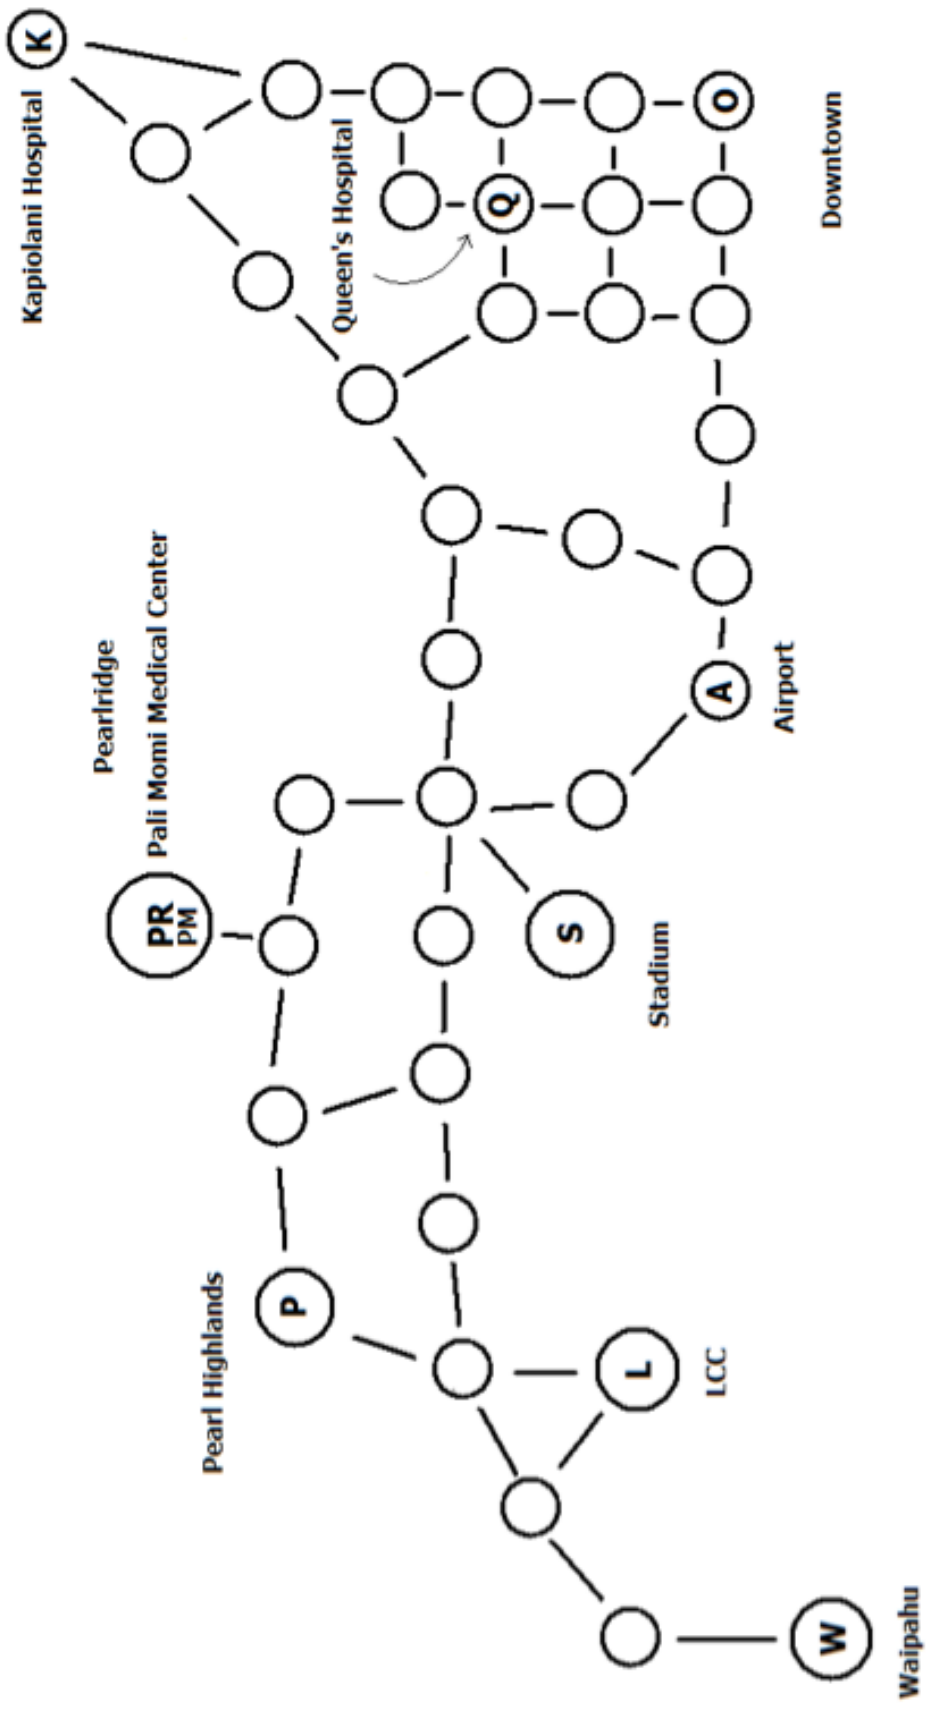 K
Kapiolani Hospital
Pearlridge
PR
PM
Pali Momi Medical Center
Pearl Highlands
P
Queen's Hospital
Q
S
Stadium
L
LCC
A
Airport
O
Downtown
W
Waipahu